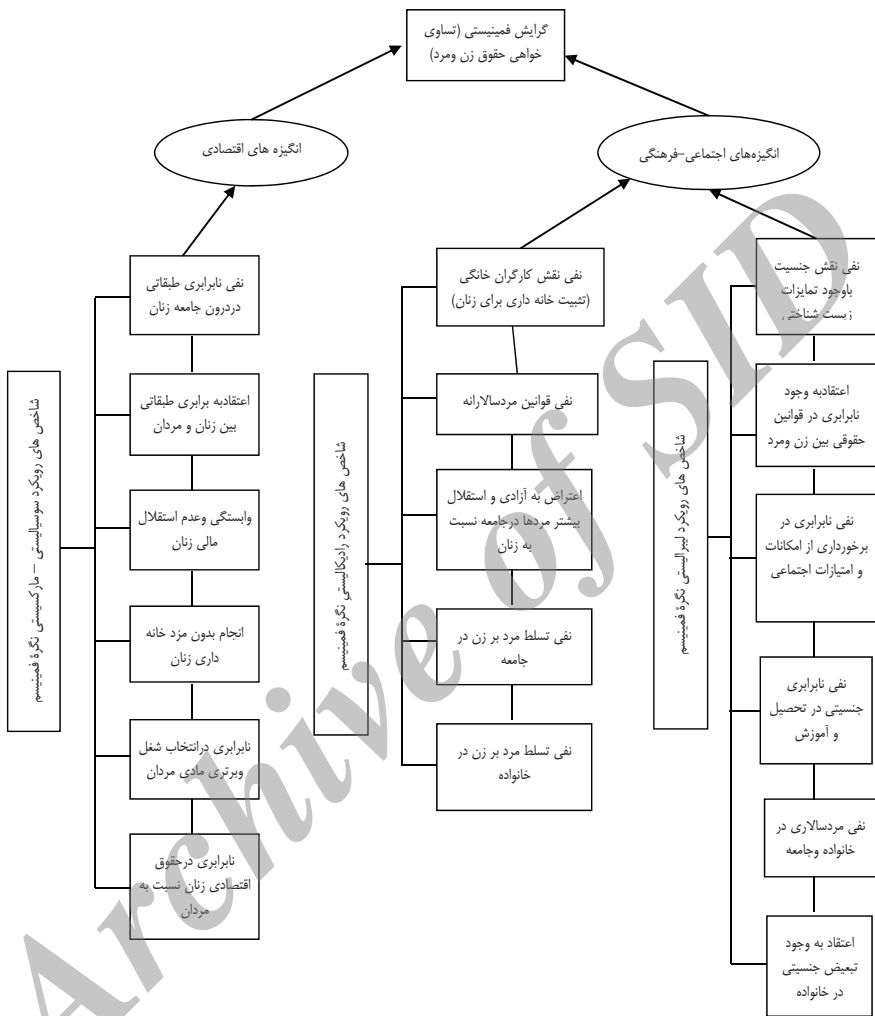 گرایش فمینیستی (تساوی
خواهی حقوق زن ومرد)
انگیزه‌های اجتماعی-فرهنگی
انگیزه های اقتصادی
شاخص های رویکرد لیبرالیستی نگرۀ فمینیسم
نفی نقش جنسیت
باوجود تمایزات
زیست شناختی
اعتقادبه وجود
نابرابری در قوانین
حقوقی بین زن ومرد
نفی نابرابری در
برخورداری از امکانات
و امتیازات اجتماعی
نفی نابرابری
جنسیتی در تحصیل
و آموزش
نفی مردسالاری در
خانواده وجامعه
اعتقاد به وجود
تبعیض جنسیتی
در خانواده
شاخص های رویکرد رادیکالیستیِ نگرۀ فمینیسم
نفی نقش کارگران خانگی
(تثبیت خانه داری برای زنان)
نفی قوانین مردسالارانه
اعتراض به آزادی و استقلال
بیشتر مردها درجامعه نسبت
به زنان
نفی تسلط مرد بر زن در
جامعه
نفی تسلط مرد بر زن در
خانواده
شاخص های رویکرد سوسیالیستی – مارکسیستی نگرۀ فمینیسم
نفی نابرابری طبقاتی
دردرون جامعه زنان
اعتقادبه برابری طبقاتی
بین زنان و مردان
وابستگی وعدم استقلال
مالی زنان
انجام بدون مزد خانه
داری زنان
نابرابری درانتخاب شغل
وبرتری مادی مردان
نابرابری درحقوق
اقتصادی زنان نسبت به
مردان
Archive of SID